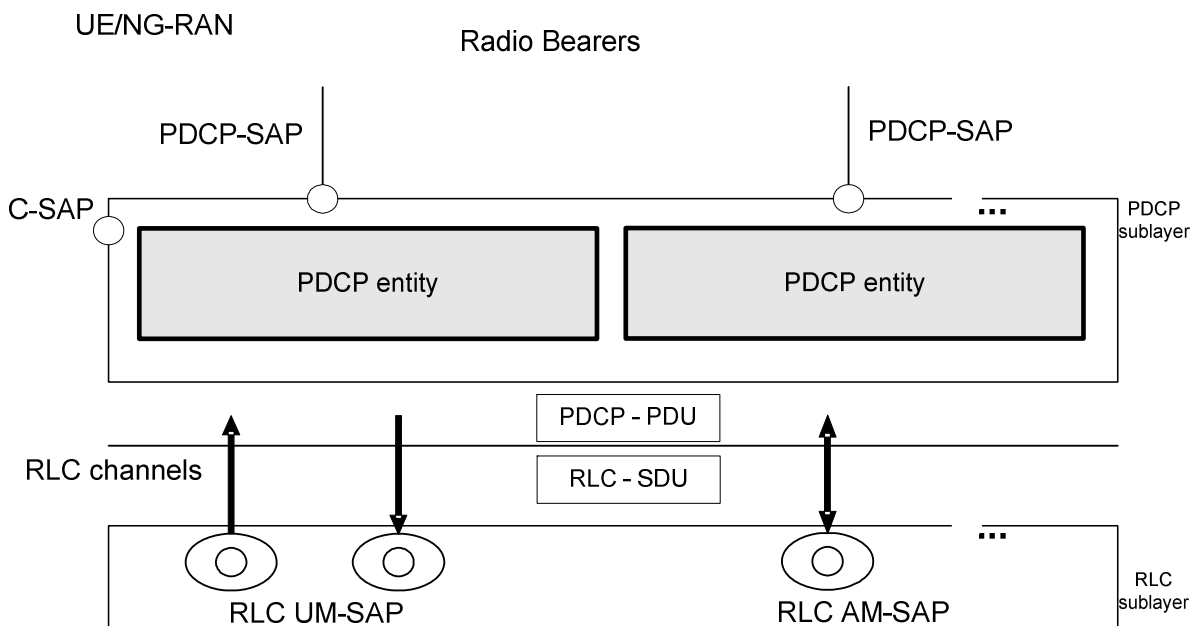 UE/NG-RAN
Radio Bearers
PDCP-SAP
PDCP-SAP
C-SAP
...
PDCP
sublayer
PDCP entity
PDCP entity
PDCP - PDU
RLC channels
RLC - SDU
...
RLC UM-SAP
RLC AM-SAP
RLC
sublayer